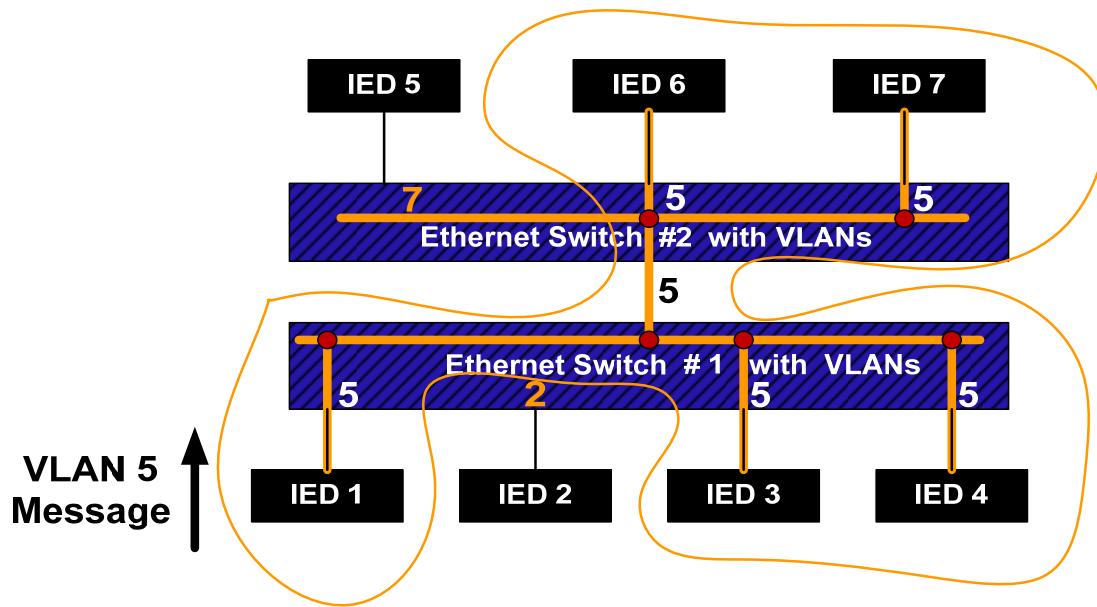 IED 5
IED 6
IED 7
7
5
5
Ethernet Switch #2 with VLANs
5
Ethernet Switch # 1 with VLANs
5
2
5
5
VLAN 5
Message
IED 1
IED 2
IED 3
IED 4